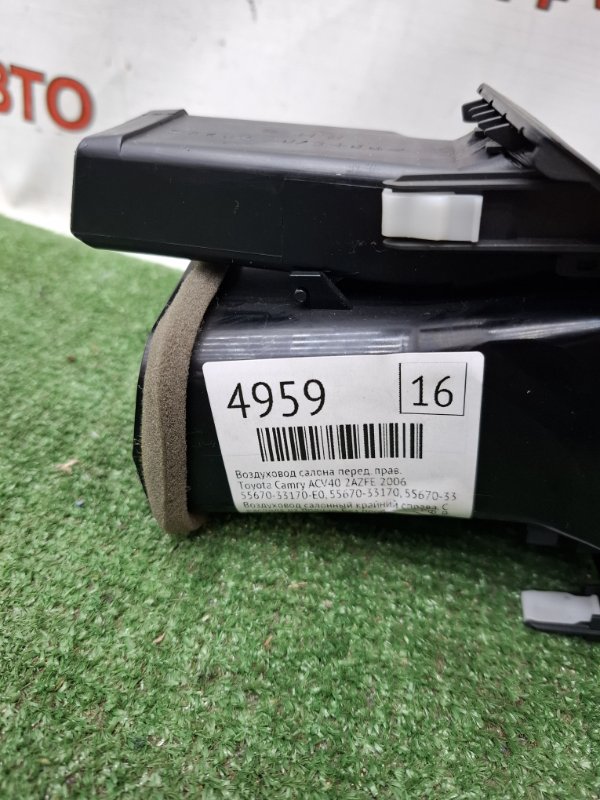 ВТО
4959
16
Воздуховод салона перед. прав.
Toyota Camry ACV40 2AZFE 2006
55670-33170-E0, 55670-33170, 55670-33
Воздуховод салонный крайний справа. С